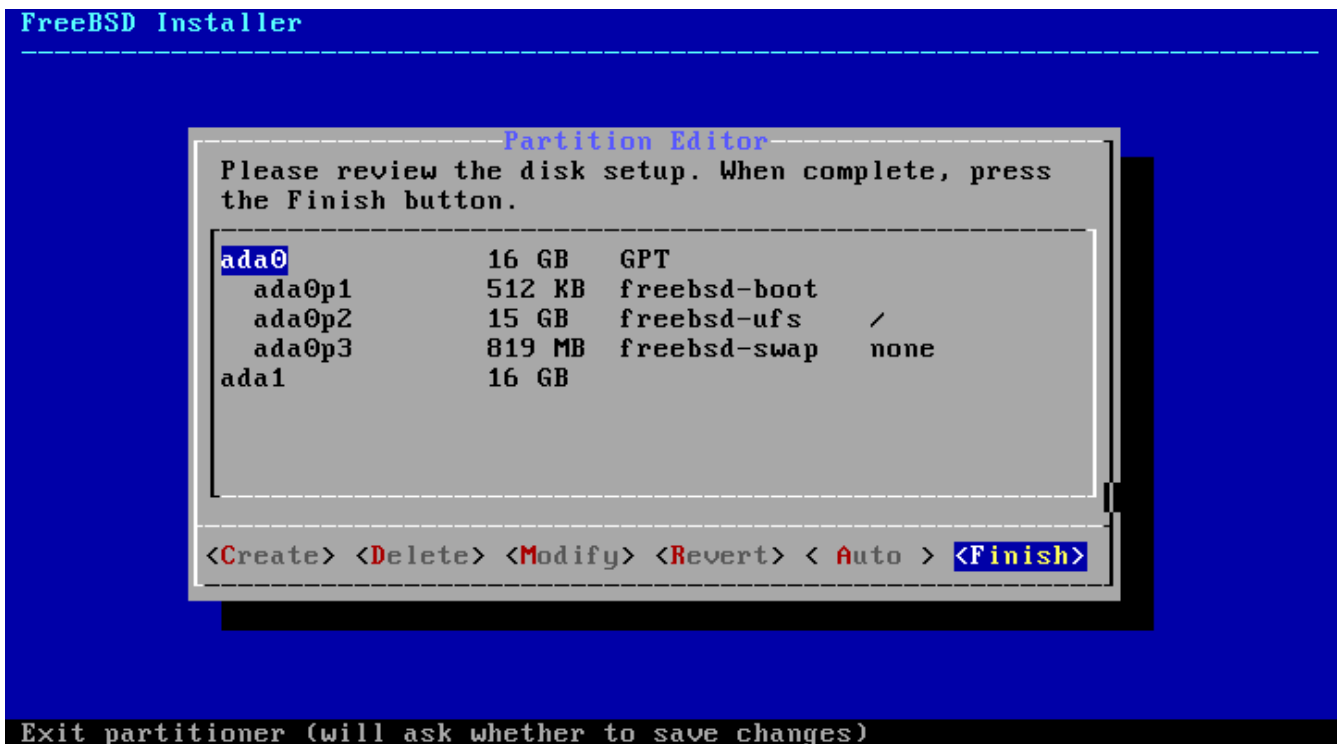 FreeBSD Installer
Partition Editor
Please review the disk setup. When complete, press
the Finish button.
ada0 16 GB GPT
ada0p1 512 KB freebsd-boot
ada0p2 15 GB freebsd-ufs /
ada0p3 819 MB freebsd-swap none
ada1 16 GB
<Create> <Delete> <Modify> <Revert> < Auto > <Finish>
Exit partitioner (will ask whether to save changes)